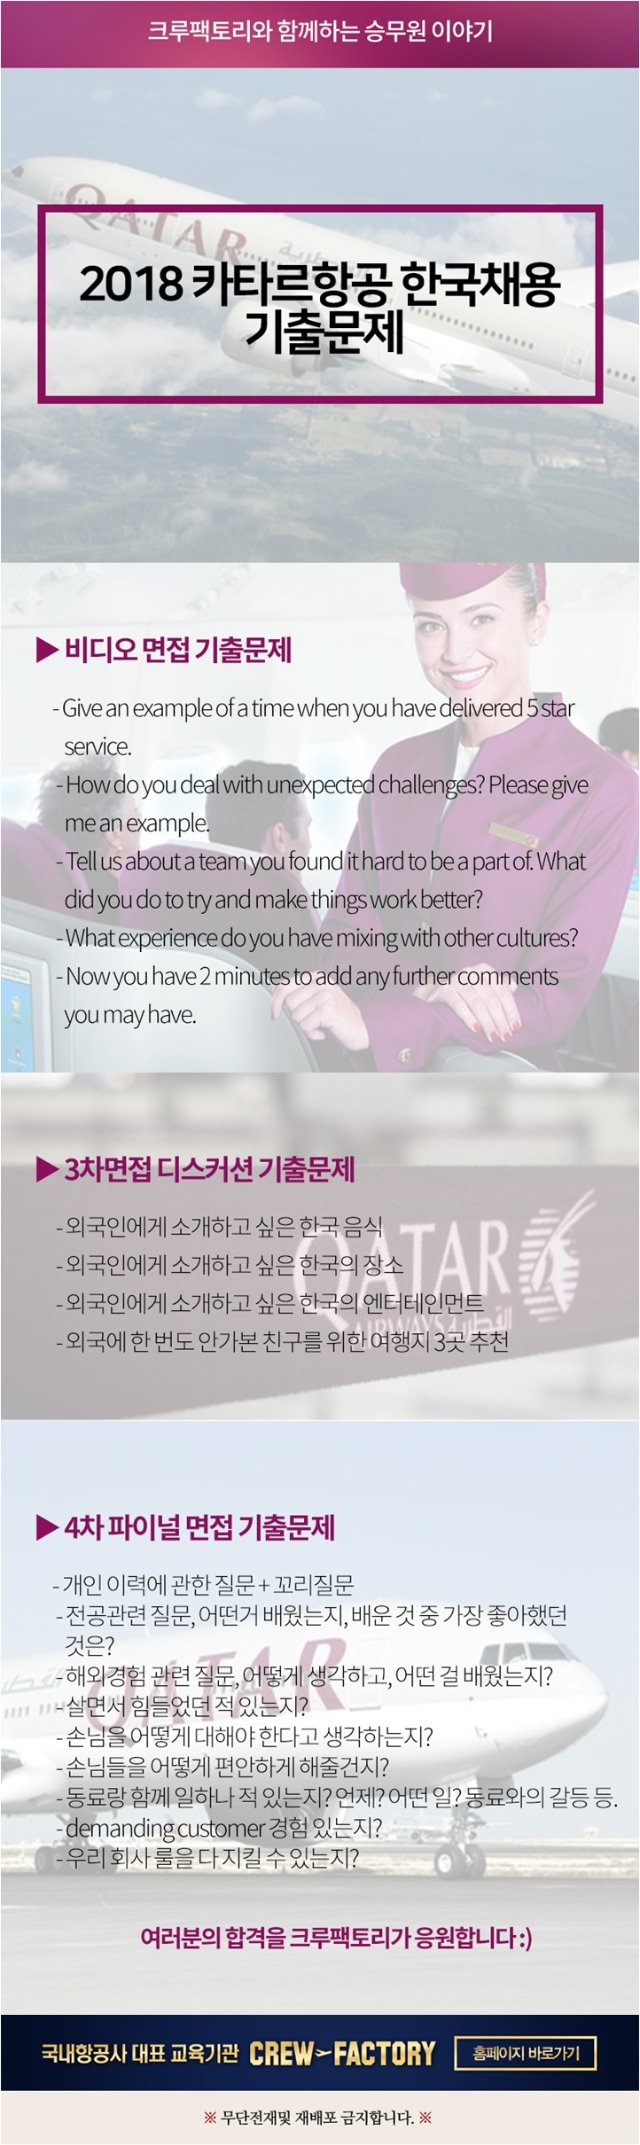 크루팩토리와 함께하는 승무원 이야기
QATAR
القطرية
2018 카타르항공 한국채용
기출문제
▶ 비디오 면접 기출문제
- Give an example of a time when you have delivered 5 star
service.
- How do you deal with unexpected challenges? Please give
me an example.
- Tell us about a team you found it hard to be a part of. What
did you do to try and make things work better?
- What experience do you have mixing with other cultures?
- Now you have 2 minutes to add any further comments
you may have.
▶ 3차면접 디스커션 기출문제
- 외국인에게 소개하고 싶은 한국 음식
- 외국인에게 소개하고 싶은 한국의 장소
- 외국인에게 소개하고 싶은 한국의 엔터테인먼트
- 외국에 한 번도 안가본 친구를 위한 여행지 3곳 추천
QATAR
AIRWAYS القطرية
▶ 4차 파이널 면접 기출문제
- 개인 이력에 관한 질문 + 꼬리질문
- 전공관련 질문, 어떤거 배웠는지, 배운 것 중 가장 좋아했던
것은?
- 해외경험 관련 질문, 어떻게 생각하고, 어떤 걸 배웠는지?
- 살면서 힘들었던 적 있는지?
- 손님을 어떻게 대해야 한다고 생각하는지?
- 손님들을 어떻게 편안하게 해줄건지?
- 동료랑 함께 일하나 적 있는지? 언제? 어떤 일? 동료와의 갈등 등.
- demanding customer 경험 있는지?
- 우리 회사 룰을 다 지킬 수 있는지?
QATAR
여러분의 합격을 크루팩토리가 응원합니다 :)
국내항공사 대표 교육기관 CREW FACTORY 홈페이지 바로가기
※ 무단전재및 재배포 금지합니다. ※